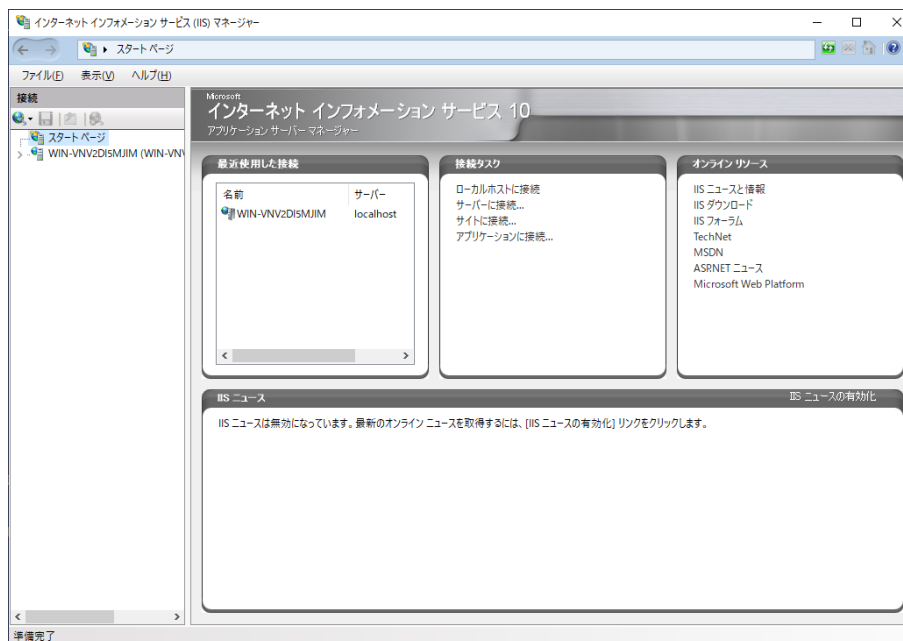 インターネット インフォメーション サービス (IIS) マネージャー
スタート ページ
ファイル(F) 表示(V) ヘルプ(H)
接続
スタート ページ
WIN-VNV2DI5MJIM (WIN-VNV
Microsoft
インターネット インフォメーション サービス 10
アプリケーション サーバー マネージャー
最近使用した接続
名前 サーバー
WIN-VNV2DI5MJIM localhost
接続タスク
ローカルホストに接続
サーバーに接続...
サイトに接続...
アプリケーションに接続...
オンライン リソース
IIS ニュースと情報
IIS ダウンロード
IIS フォーラム
TechNet
MSDN
ASP.NET ニュース
Microsoft Web Platform
IIS ニュース IIS ニュースの有効化
IIS ニュースは無効になっています。最新のオンライン ニュースを取得するには、[IIS ニュースの有効化] リンクをクリックします。
準備完了